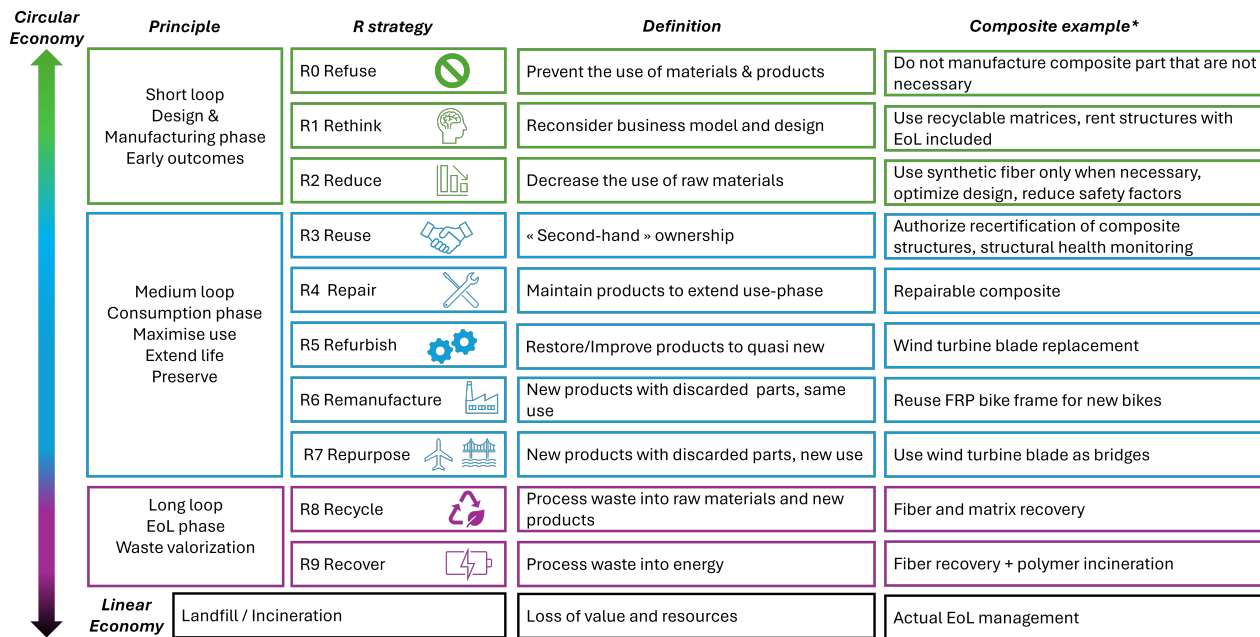 Circular
Economy
Principle
R strategy
Definition
Composite example*
Short loop
Design &
Manufacturing phase
Early outcomes
R0 Refuse
Prevent the use of materials & products
Do not manufacture composite part that are not
necessary
R1 Rethink
Reconsider business model and design
Use recyclable matrices, rent structures with
EoL included
R2 Reduce
Decrease the use of raw materials
Use synthetic fiber only when necessary,
optimize design, reduce safety factors
Medium loop
Consumption phase
Maximise use
Extend life
Preserve
R3 Reuse
« Second-hand » ownership
Authorize recertification of composite
structures, structural health monitoring
R4 Repair
Maintain products to extend use-phase
Repairable composite
R5 Refurbish
Restore/Improve products to quasi new
Wind turbine blade replacement
R6 Remanufacture
New products with discarded parts, same
use
Reuse FRP bike frame for new bikes
R7 Repurpose
New products with discarded parts, new use
Use wind turbine blade as bridges
Long loop
EoL phase
Waste valorization
R8 Recycle
Process waste into raw materials and new
products
Fiber and matrix recovery
R9 Recover
Process waste into energy
Fiber recovery + polymer incineration
Linear
Economy
Landfill / Incineration
Loss of value and resources
Actual EoL management